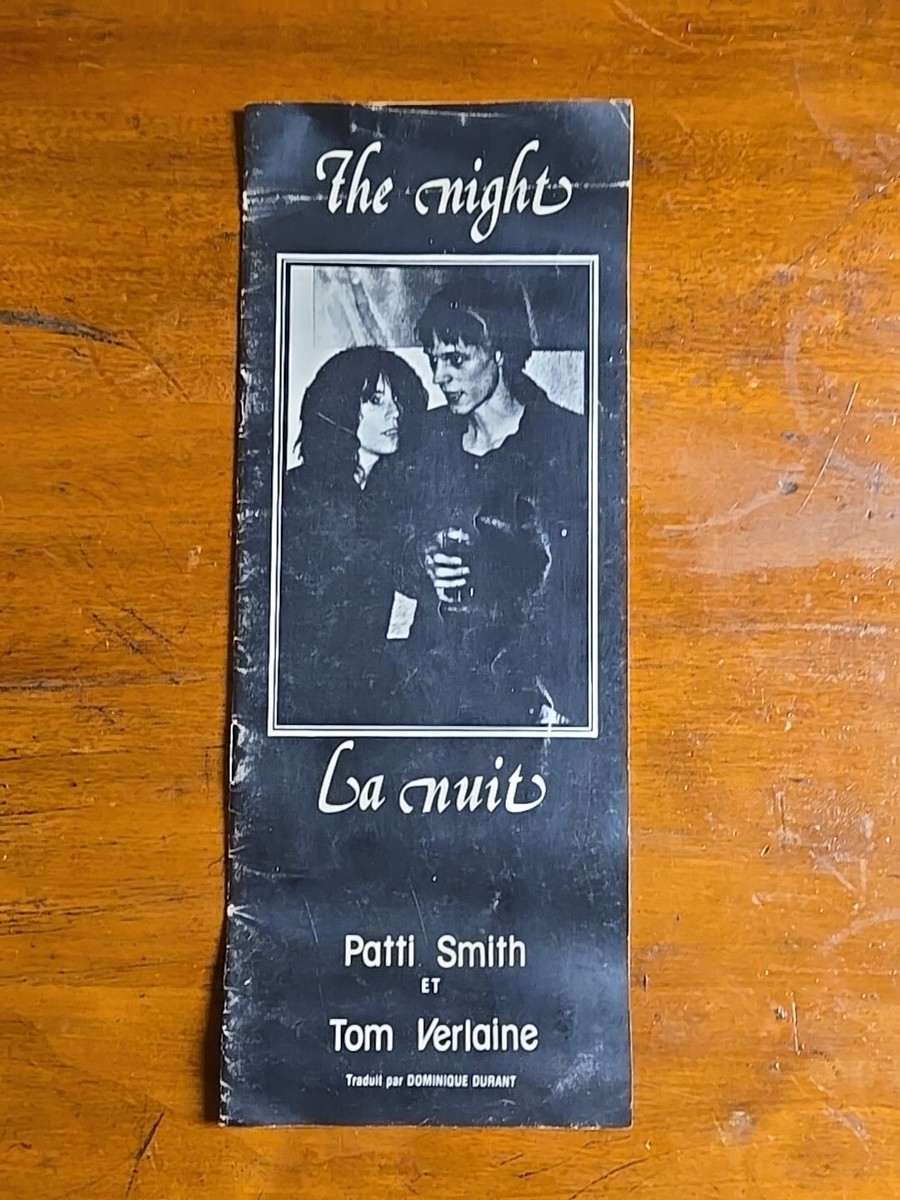 The night
La nuit
Patti Smith
ET
Tom Verlaine
Traduit par DOMINIQUE DURANT